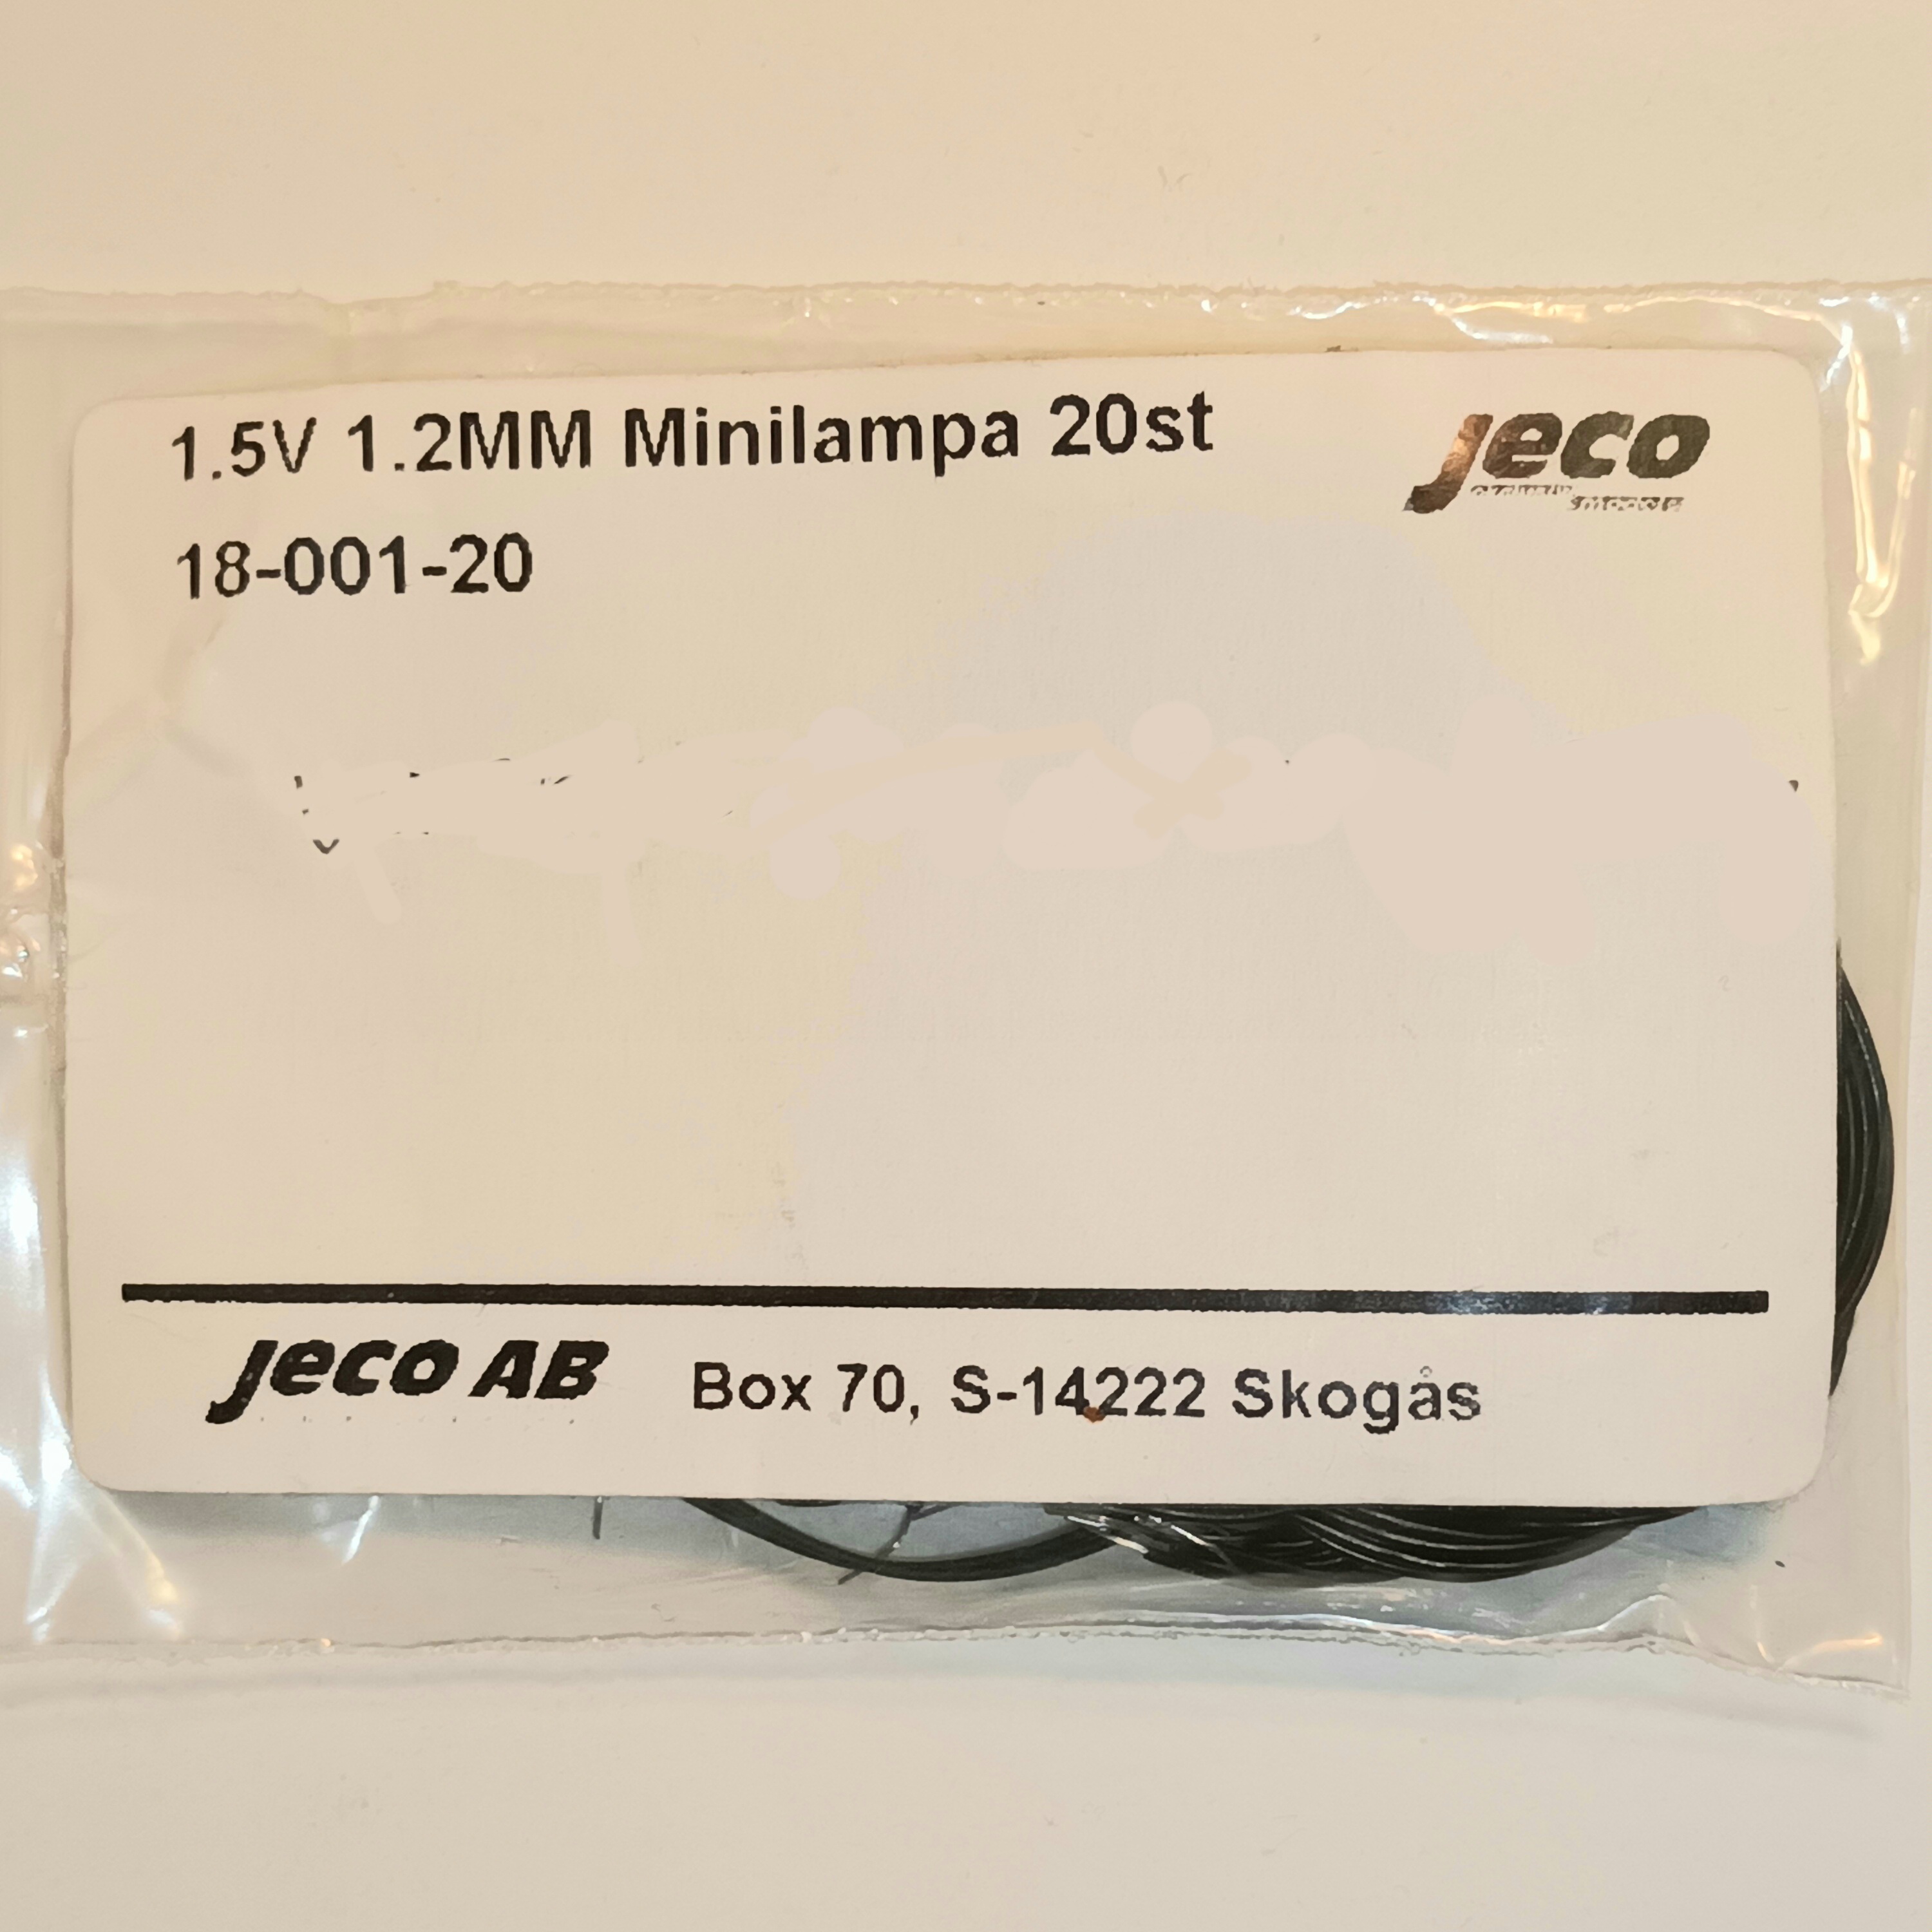 1.5V 1.2MM Minilampa 20st
jeco
18-001-20
jeco AB Box 70, S-14222 Skogås